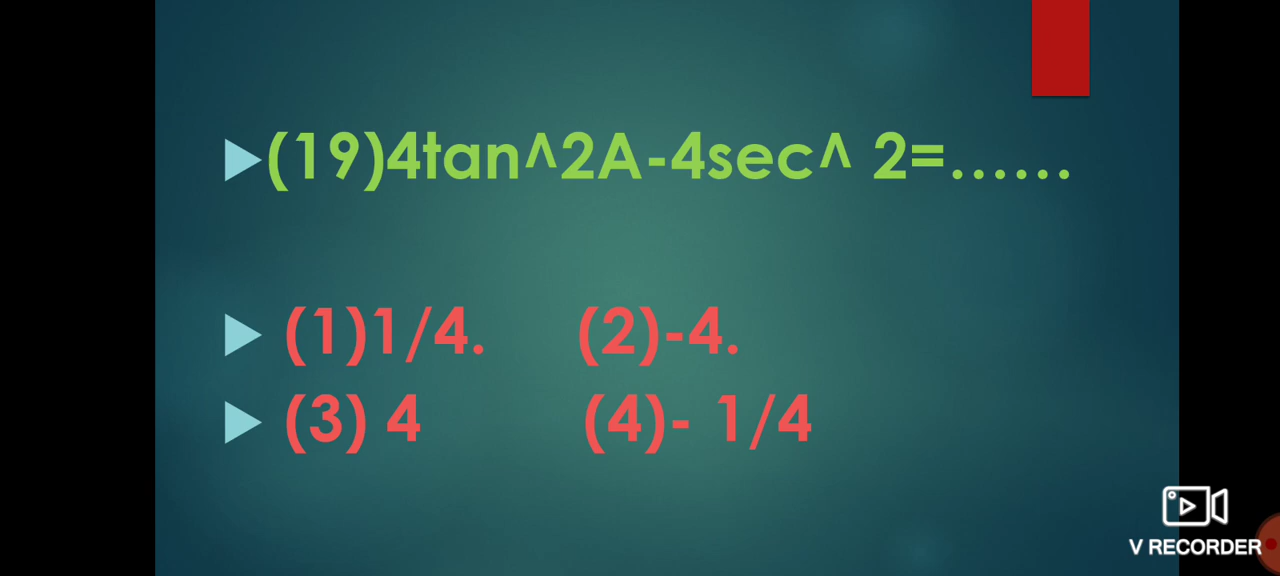 (19)4tan^2A-4sec^ 2=......
(1)1/4. (2)-4.
(3) 4 (4)- 1/4
V RECORDER